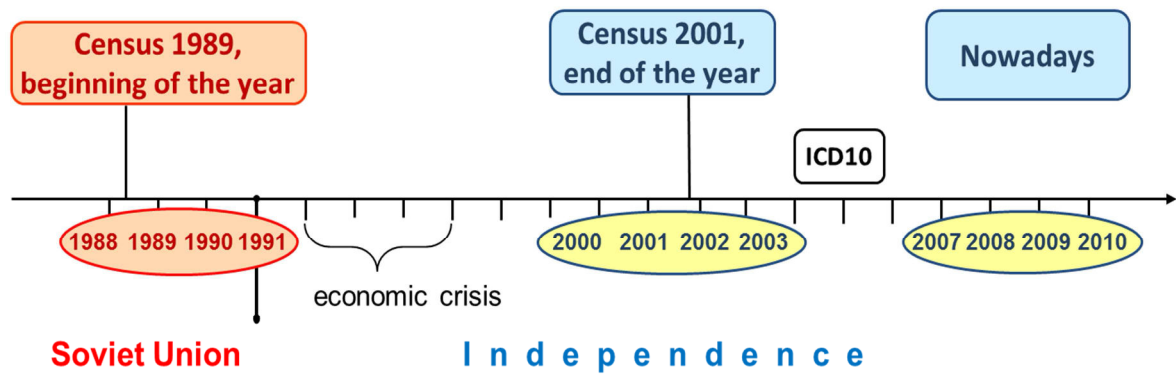 Census 1989,
beginning of the year
Census 2001,
end of the year
Nowadays
ICD10
1988 1989 1990 1991
2000 2001 2002 2003
2007 2008 2009 2010
economic crisis
Soviet Union
Independence